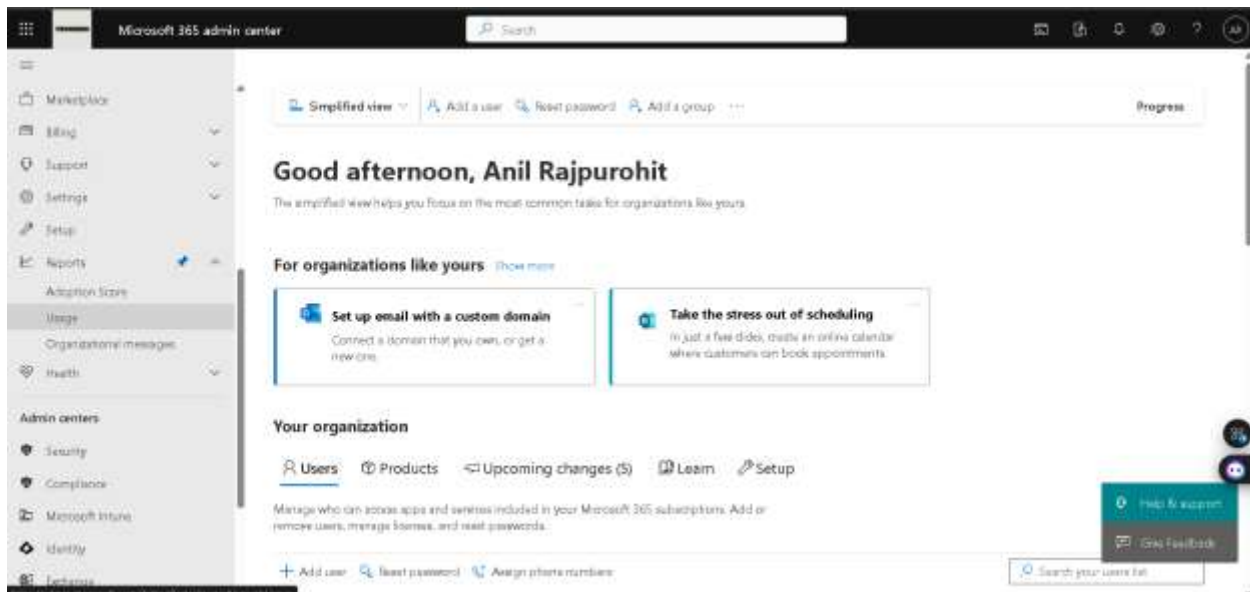 Microsoft 365 admin center
Search
Marketplace
Billing
Support
Settings
Setup
Reports
Adoption Score
Usage
Organizational messages
Health
Admin centers
Security
Compliance
Microsoft Intune
Identity
Exchange
Simplified view
Add a user
Reset password
Add a group
Progress
Good afternoon, Anil Rajpurohit
The simplified view helps you focus on the most common tasks for organizations like yours.
For organizations like yours Show more
Set up email with a custom domain
Connect a domain that you own, or get a
new one.
Take the stress out of scheduling
In just a few clicks, create an online calendar
where customers can book appointments.
Your organization
Users
Products
Upcoming changes (5)
Learn
Setup
Manage who can access apps and services included in your Microsoft 365 subscriptions. Add or
remove users, manage licenses, and reset passwords.
Add user
Reset password
Assign phone numbers
Search your users list
Help & support
Give Feedback